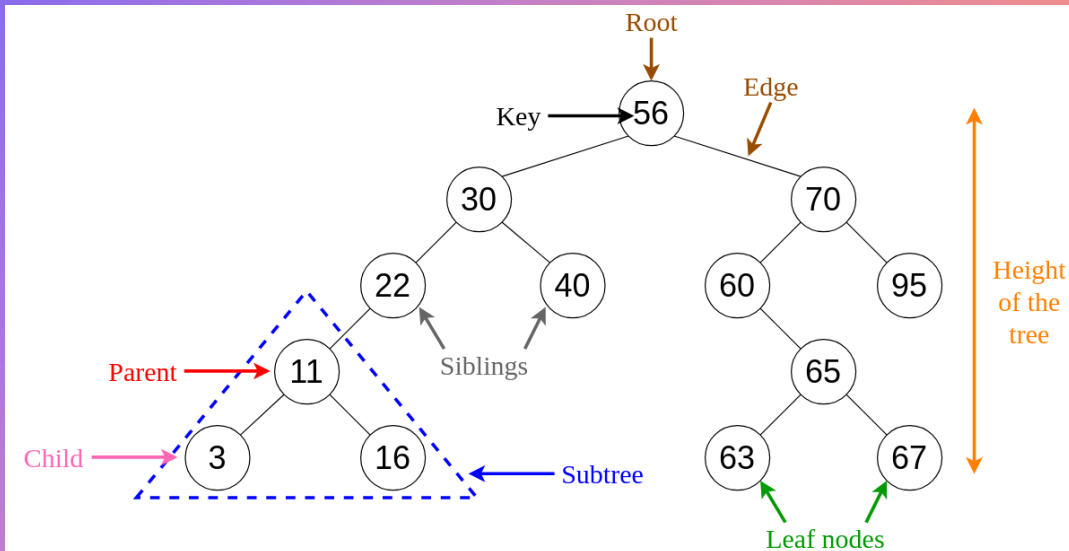 Root
Edge
Key
56
30
70
22
40
60
95
Height
of the
tree
Siblings
Parent
11
65
Child
3
16
63
67
Subtree
Leaf nodes